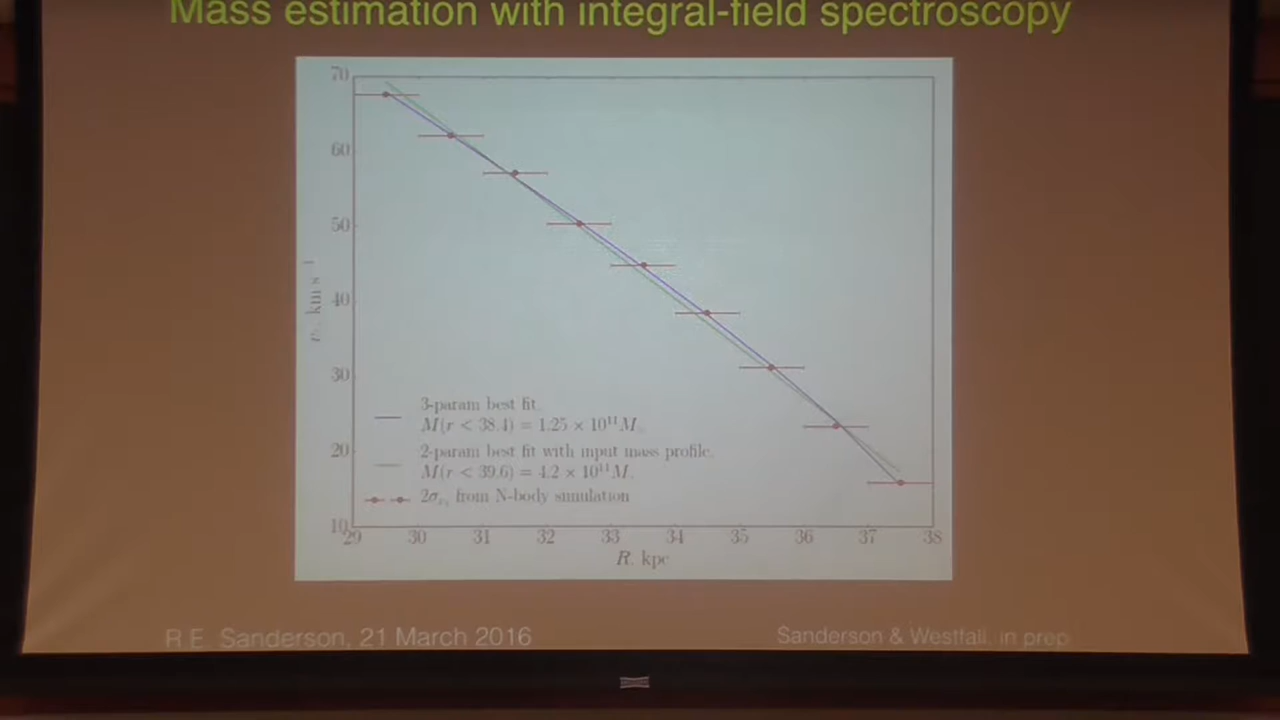 Mass estimation with integral-field spectroscopy
70
60
50
40
30
20
10
km s⁻¹
3-param best fit.
M(r < 38.4) = 1.25 × 10¹¹M
2-param best fit with input mass profile.
M(r < 39.6) = 4.2 × 10¹¹M
2σ from N-body simulation
29 30 31 32 33 34 35 36 37 38
R, kpc
R.E. Sanderson, 21 March 2016
Sanderson & Westfall, in prep